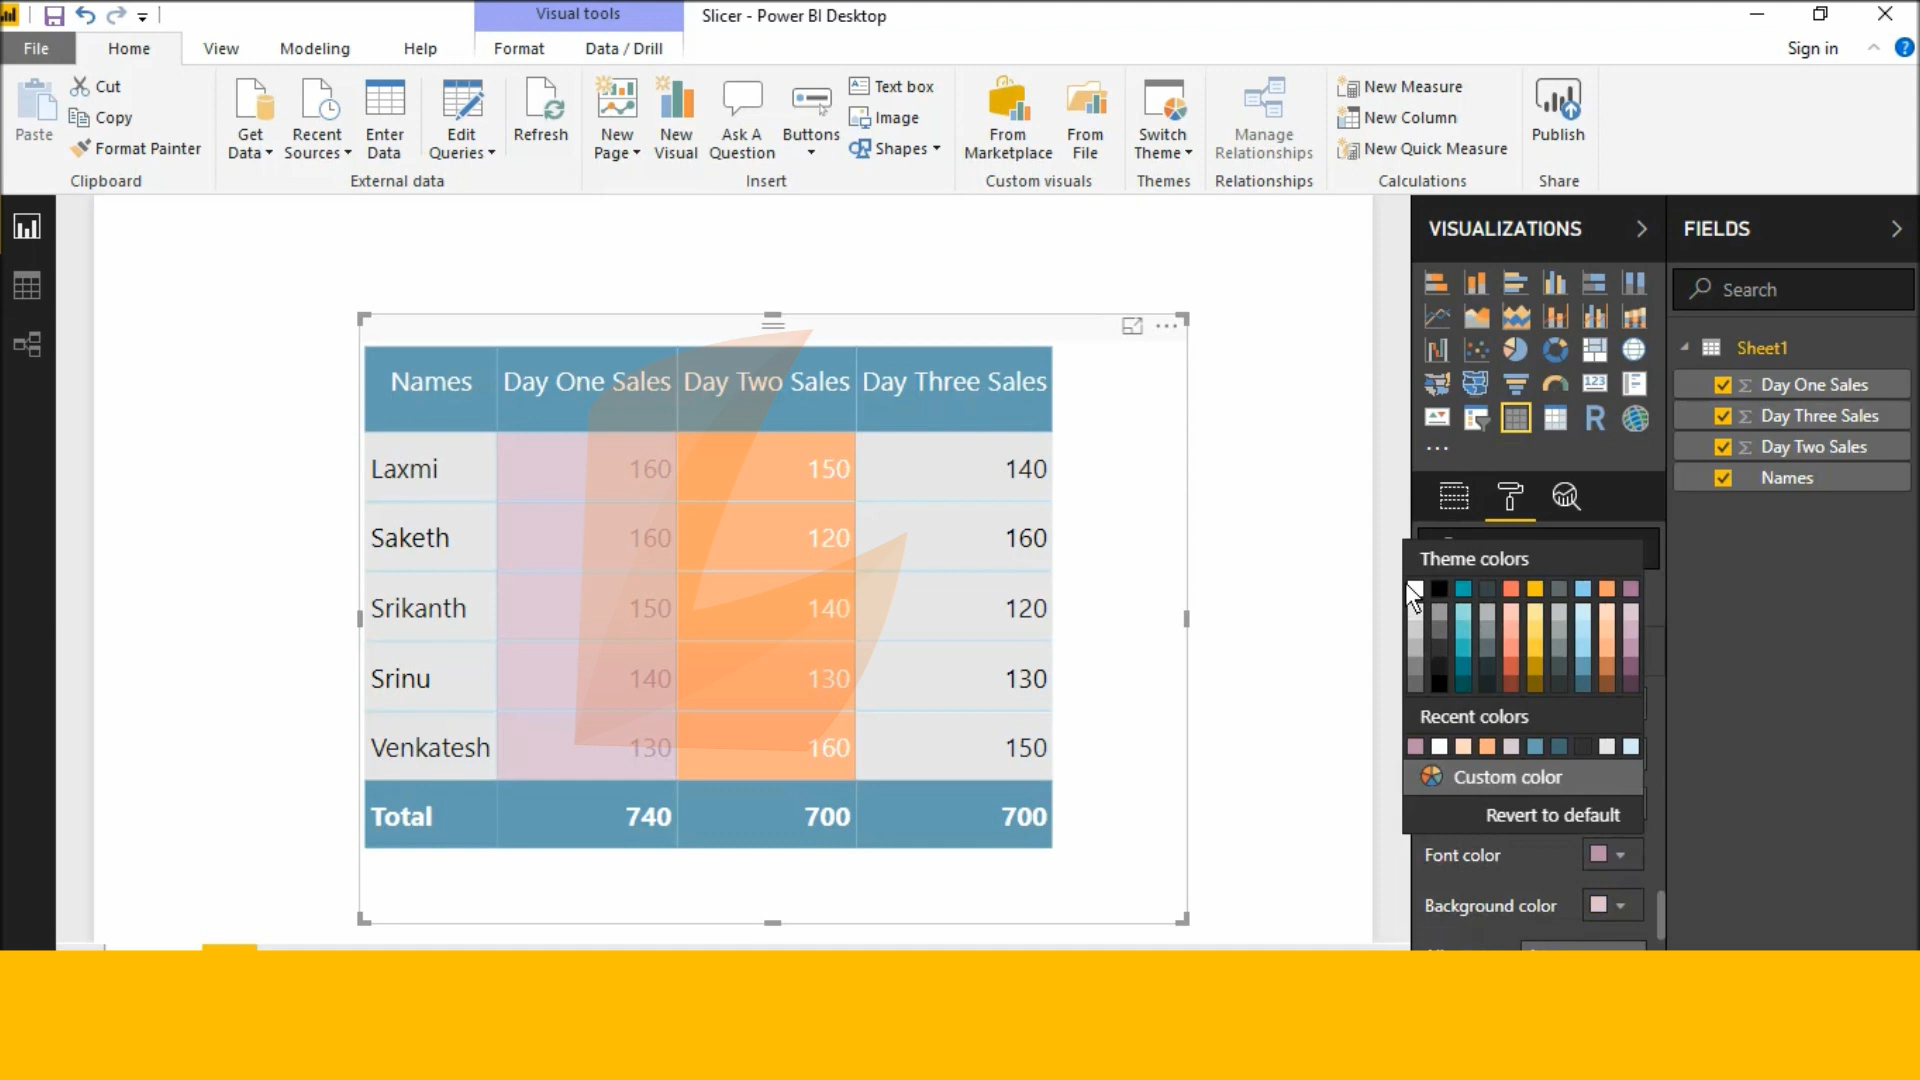 Visual tools
Slicer - Power BI Desktop
File Home View Modeling Help Format Data / Drill Sign in
Paste
Cut
Copy
Format Painter
Clipboard
Get Data
Recent Sources
Enter Data
Edit Queries
Refresh
External data
New Page
New Visual
Ask A Question
Buttons
Text box
Image
Shapes
Insert
From Marketplace
From File
Custom visuals
Switch Theme
Themes
Manage Relationships
Relationships
New Measure
New Column
New Quick Measure
Calculations
Publish
Share
Names Day One Sales Day Two Sales Day Three Sales
Laxmi 160 150 140
Saketh 160 120 160
Srikanth 150 140 120
Srinu 140 130 130
Venkatesh 130 160 150
Total 740 700 700
VISUALIZATIONS
123
R
Theme colors
Recent colors
Custom color
Revert to default
Font color
Background color
FIELDS
Search
Sheet1
Day One Sales
Day Three Sales
Day Two Sales
Names